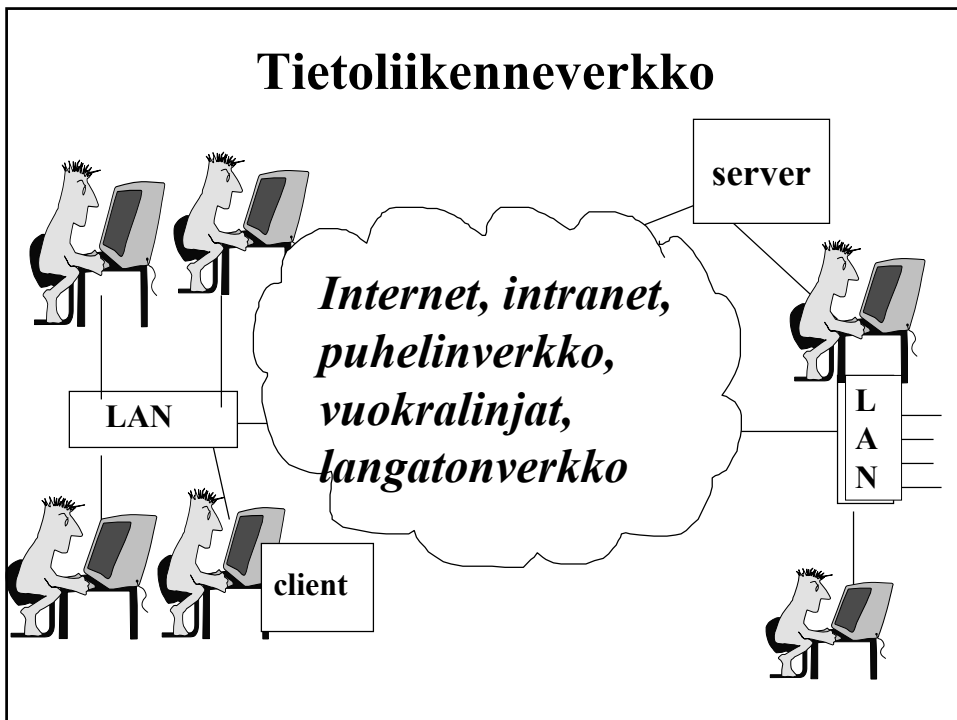 Tietoliikenneverkko
server
Internet, intranet,
puhelinverkko,
vuokralinjat,
langatonverkko
LAN
L
A
N
client